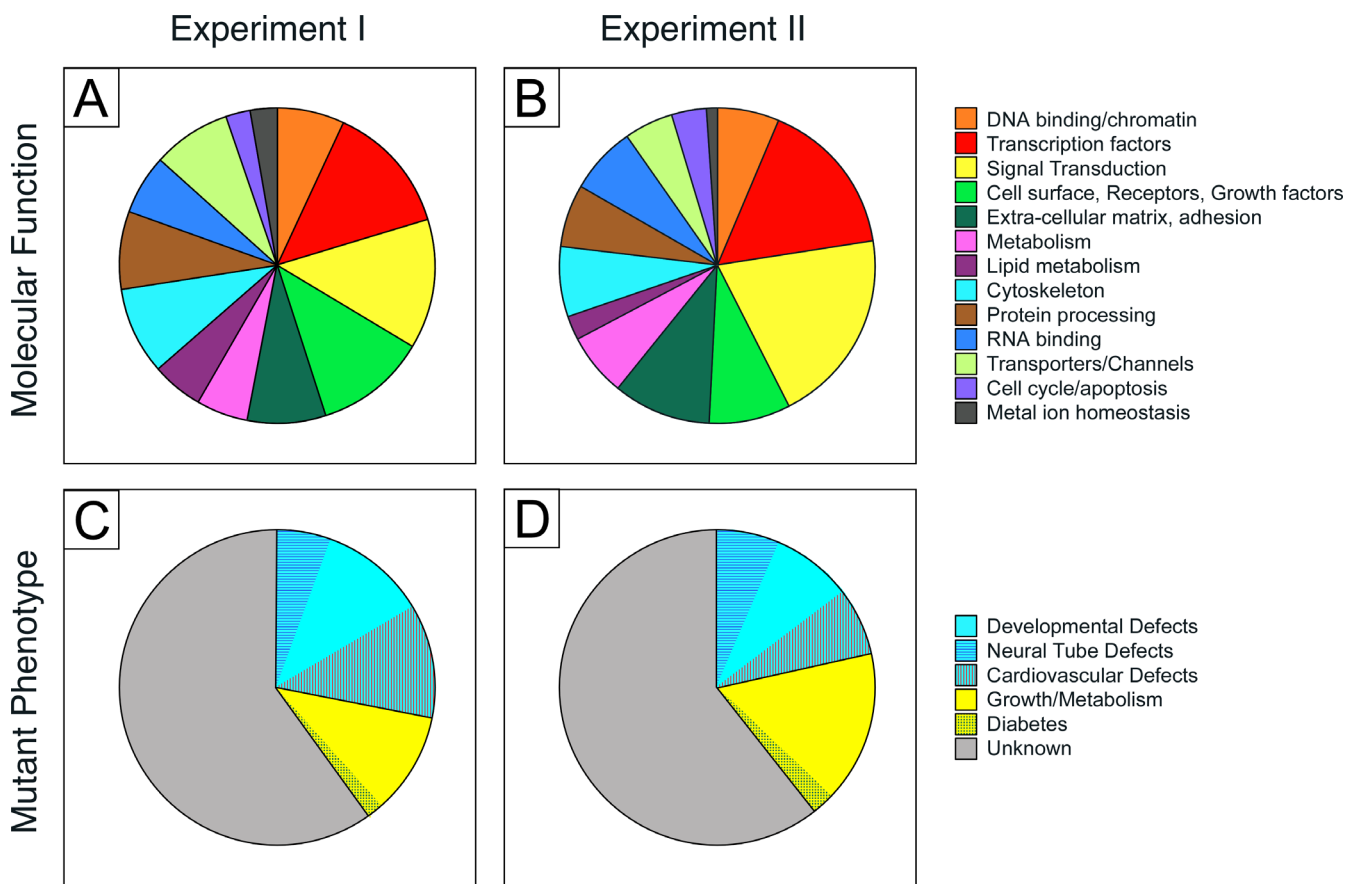 Experiment I
Experiment II
Molecular Function
A
B
DNA binding/chromatin
Transcription factors
Signal Transduction
Cell surface, Receptors, Growth factors
Extra-cellular matrix, adhesion
Metabolism
Lipid metabolism
Cytoskeleton
Protein processing
RNA binding
Transporters/Channels
Cell cycle/apoptosis
Metal ion homeostasis
Mutant Phenotype
C
D
Developmental Defects
Neural Tube Defects
Cardiovascular Defects
Growth/Metabolism
Diabetes
Unknown